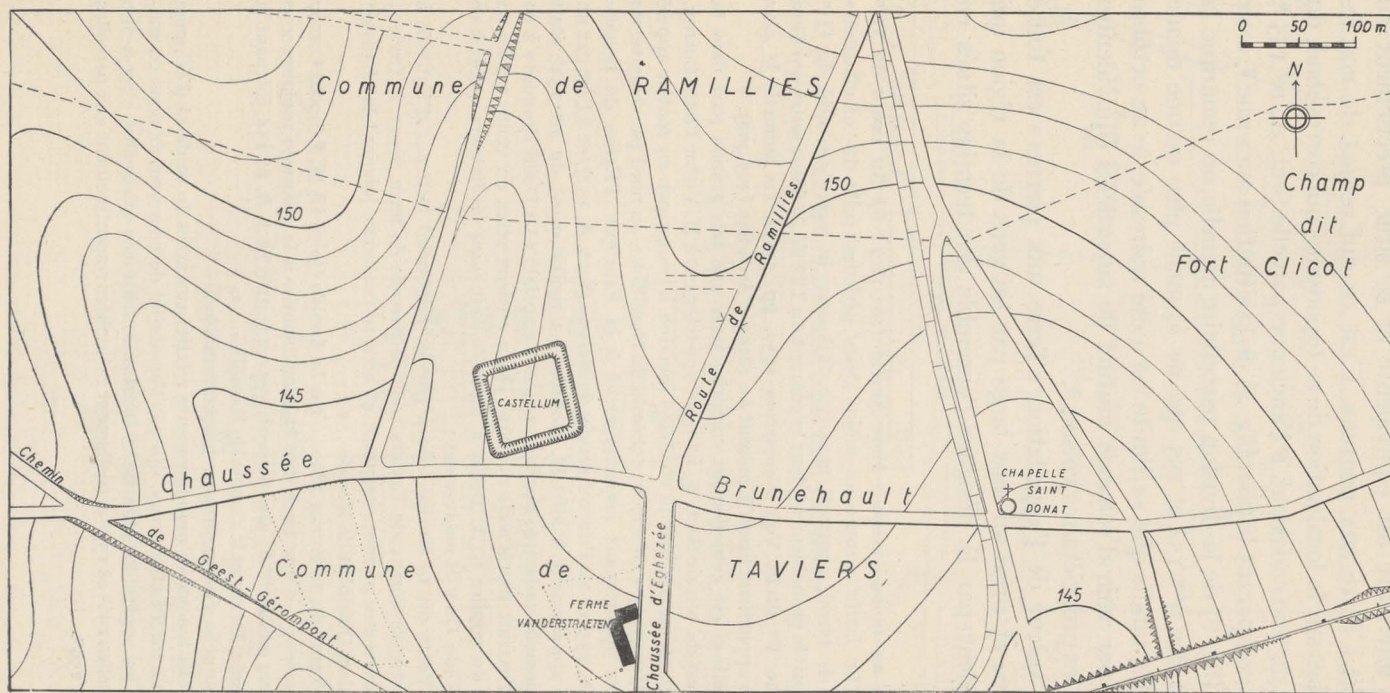 0 50 100 m
N
Commune de RAMILLIES
Champ
dit
Fort Clicot
150
150
Route de Ramillies
145
CASTELLUM
Chemin
de
Geest - Gérompont
Chaussée Brunehault
CHAPELLE
SAINT
DONAT
Commune de TAVIERS
Chaussée d'Eghezée
FERME
VANDERSTRAETEN
145